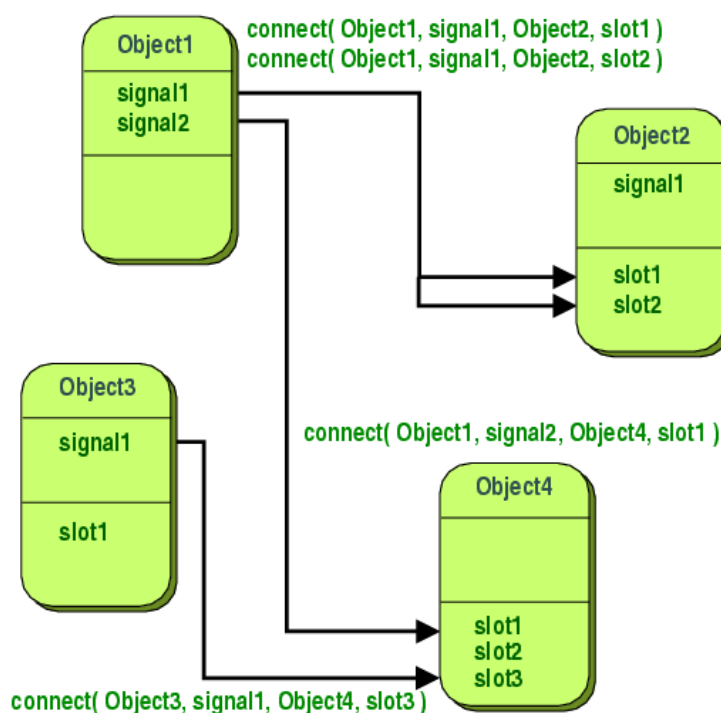 Object1
connect( Object1, signal1, Object2, slot1 )
connect( Object1, signal1, Object2, slot2 )
signal1
signal2
Object2
signal1
slot1
slot2
Object3
signal1
slot1
connect( Object1, signal2, Object4, slot1 )
Object4
slot1
slot2
slot3
connect( Object3, signal1, Object4, slot3 )